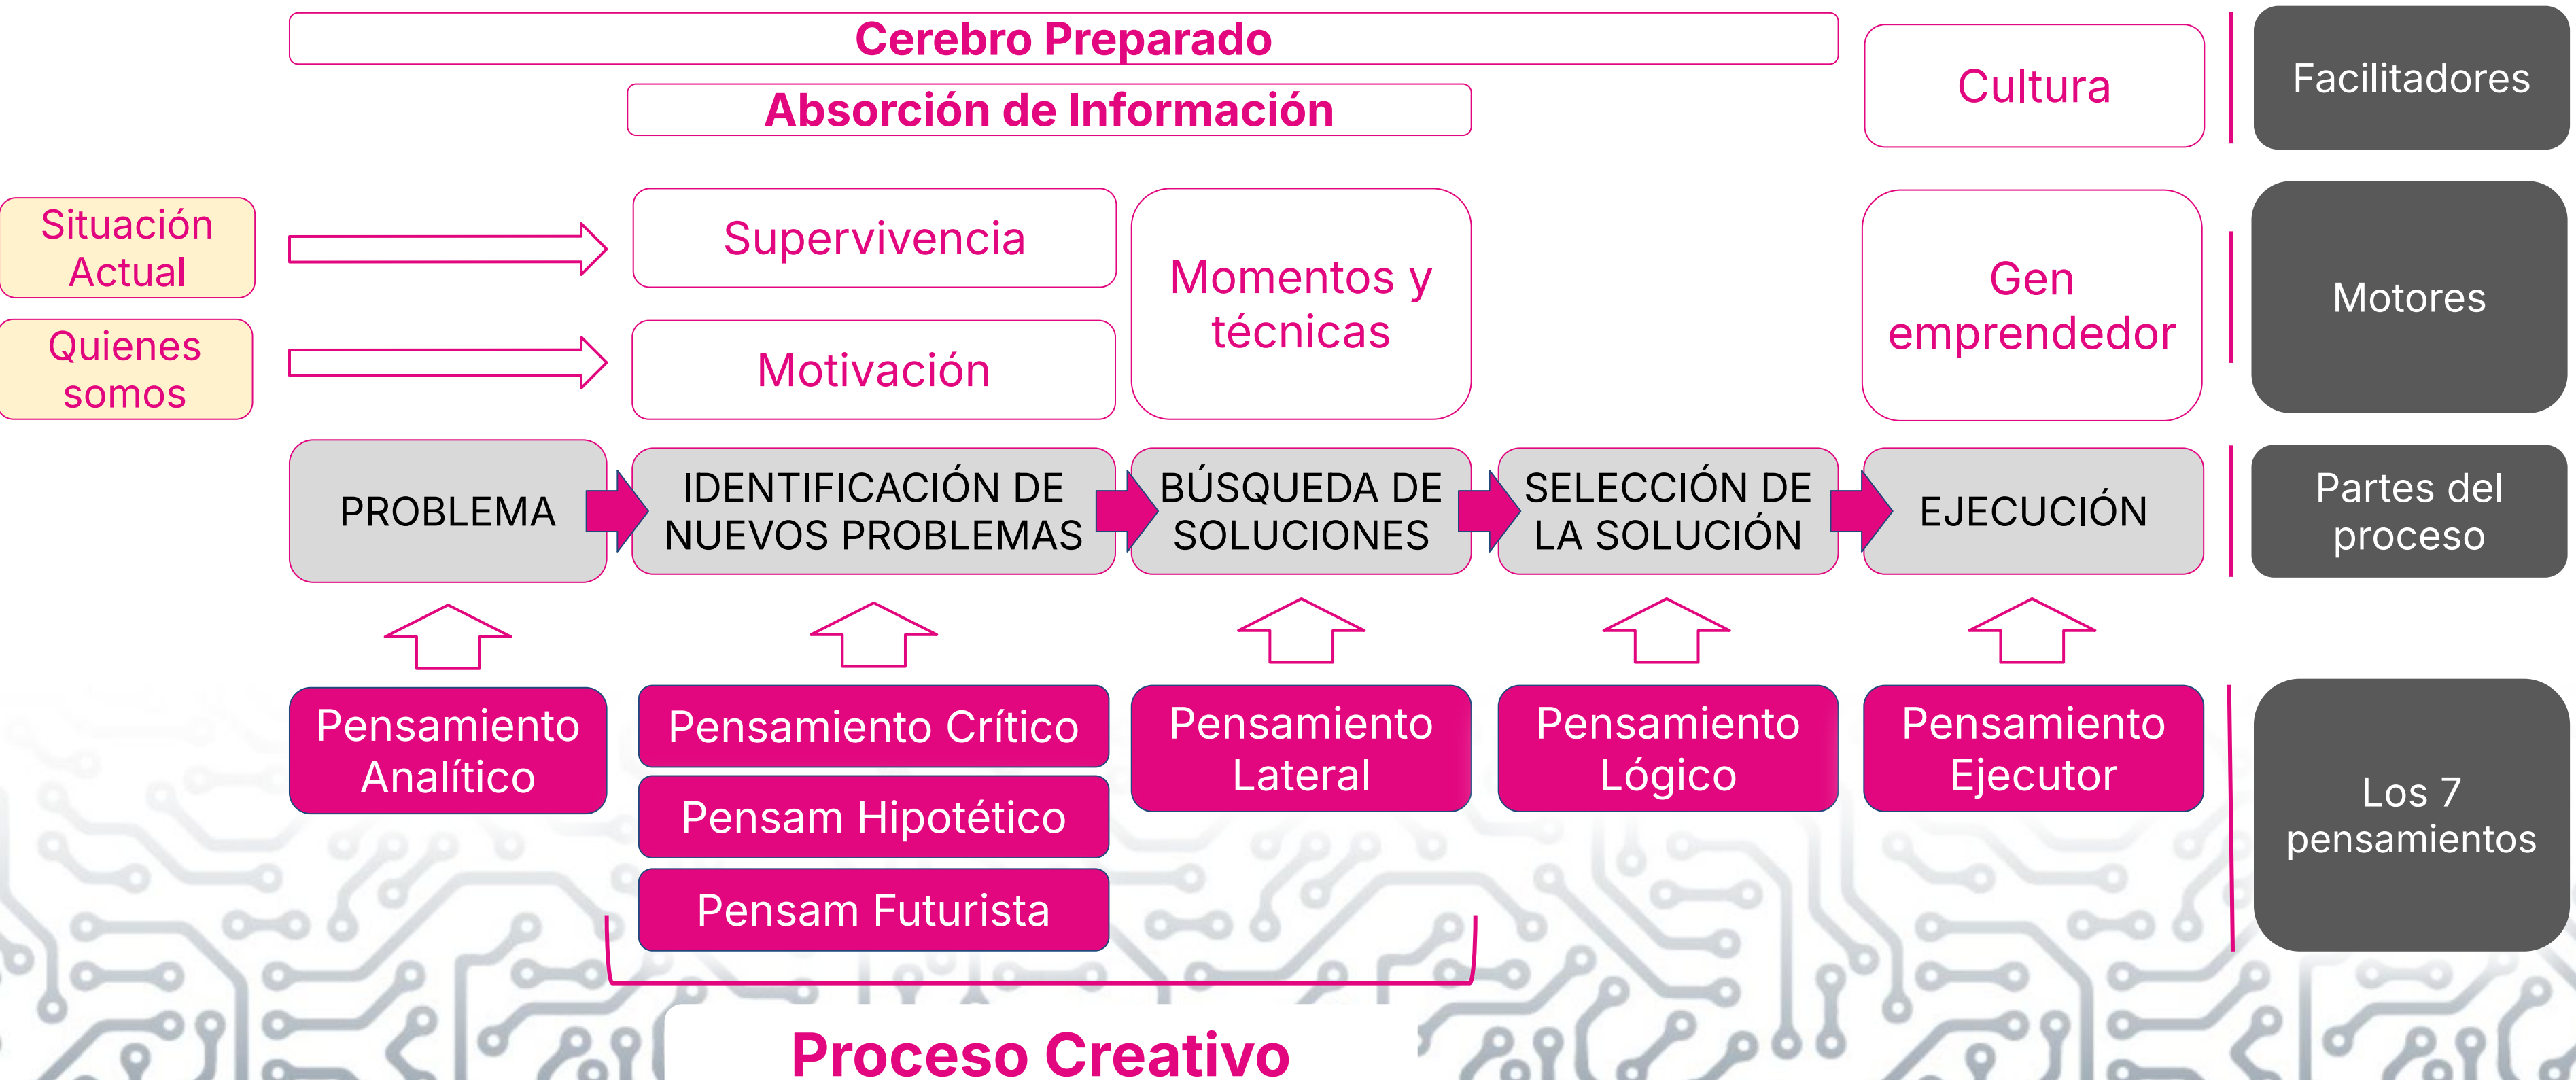 Cerebro Preparado
Absorción de Información
Cultura
Facilitadores
Situación
Actual
Supervivencia
Quienes
somos
Motivación
Momentos y
técnicas
Gen
emprendedor
Motores
PROBLEMA
IDENTIFICACIÓN DE
NUEVOS PROBLEMAS
BÚSQUEDA DE
SOLUCIONES
SELECCIÓN DE
LA SOLUCIÓN
EJECUCIÓN
Partes del
proceso
Pensamiento
Analítico
Pensamiento Crítico
Pensam Hipotético
Pensam Futurista
Pensamiento
Lateral
Pensamiento
Lógico
Pensamiento
Ejecutor
Los 7
pensamientos
Proceso Creativo